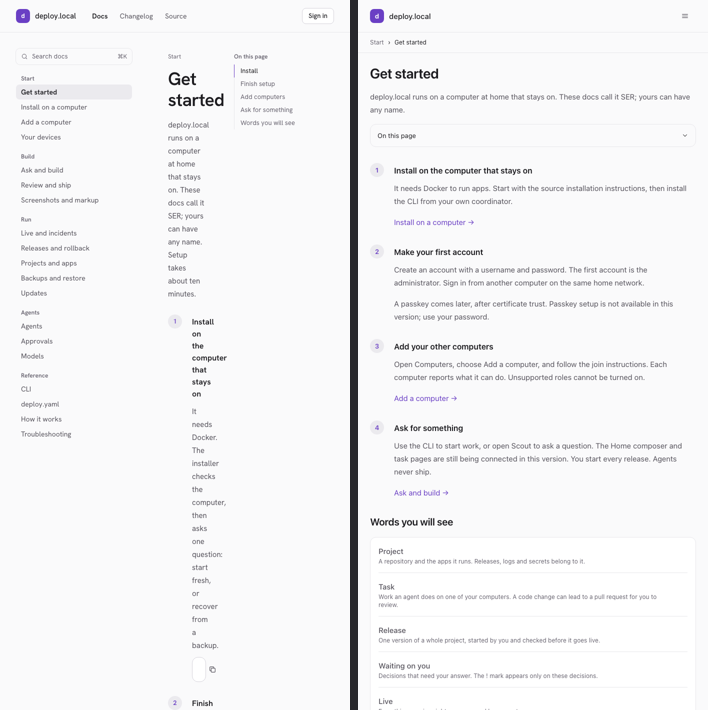 d deploy.local Docs Changelog Source Sign in
Search docs ⌘K
Start
Get started
Install on a computer
Add a computer
Your devices
Build
Ask and build
Review and ship
Screenshots and markup
Run
Live and incidents
Releases and rollback
Projects and apps
Backups and restore
Updates
Agents
Agents
Approvals
Models
Reference
CLI
deploy.yaml
How it works
Troubleshooting
Start
Get
started
deploy.local
runs on a
computer
at home
that stays
on. These
docs call it
SER; yours
can have
any name.
Setup
takes
about ten
minutes.
1
Install
on
the
computer
that
stays
on
It
needs
Docker.
The
installer
checks
the
computer,
then
asks
one
question:
start
fresh,
or
recover
from
a
backup.
2
Finish
On this page
Install
Finish setup
Add computers
Ask for something
Words you will see
d deploy.local
Start › Get started
Get started
deploy.local runs on a computer at home that stays on. These docs call it SER; yours can have
any name.
On this page
1 Install on the computer that stays on
It needs Docker to run apps. Start with the source installation instructions, then install
the CLI from your own coordinator.
Install on a computer →
2 Make your first account
Create an account with a username and password. The first account is the
administrator. Sign in from another computer on the same home network.
A passkey comes later, after certificate trust. Passkey setup is not available in this
version; use your password.
3 Add your other computers
Open Computers, choose Add a computer, and follow the join instructions. Each
computer reports what it can do. Unsupported roles cannot be turned on.
Add a computer →
4 Ask for something
Use the CLI to start work, or open Scout to ask a question. The Home composer and
task pages are still being connected in this version. You start every release. Agents
never ship.
Ask and build →
Words you will see
Project
A repository and the apps it runs. Releases, logs and secrets belong to it.
Task
Work an agent does on one of your computers. A code change can lead to a pull request for you to
review.
Release
One version of a whole project, started by you and checked before it goes live.
Waiting on you
Decisions that need your answer. The ! mark appears only on these decisions.
Live